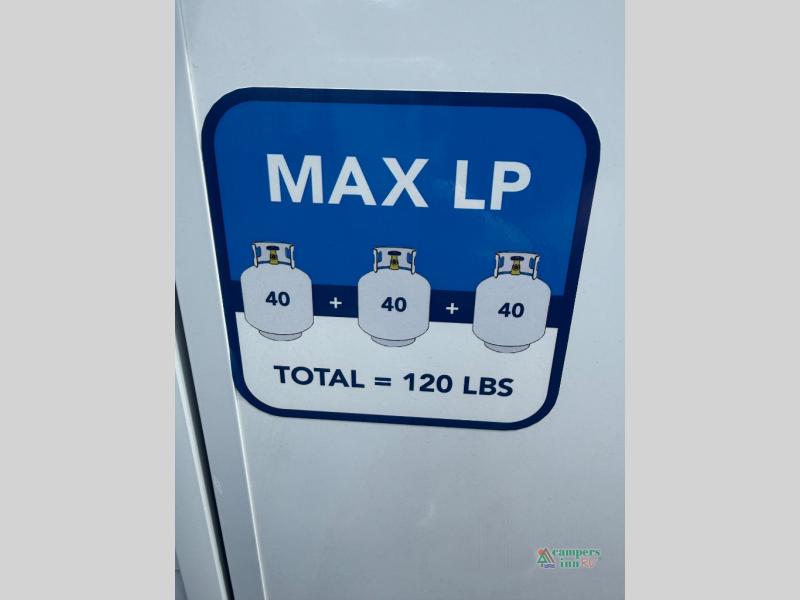 MAX LP
40 + 40 + 40
TOTAL = 120 LBS
campers
inn RV